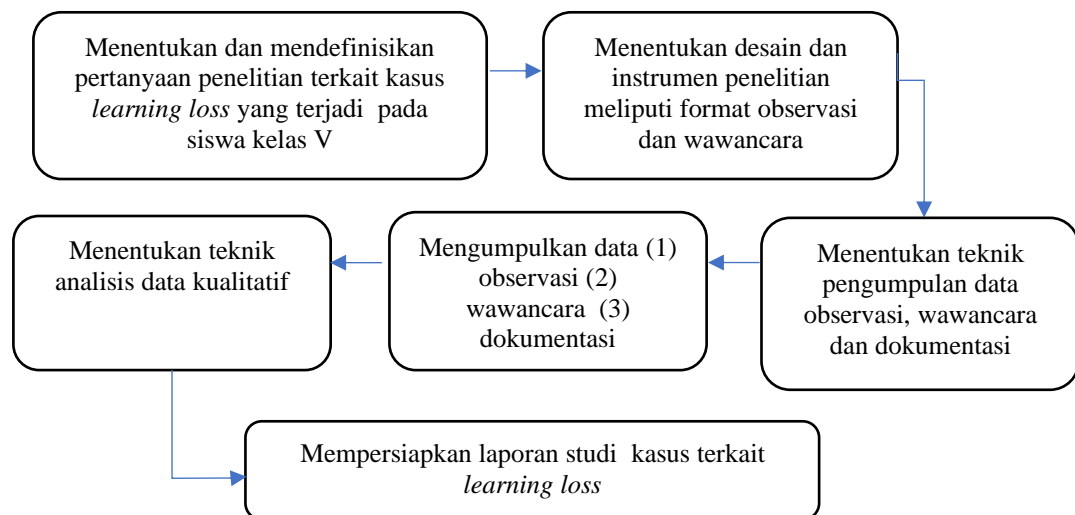 Menentukan dan mendefinisikan
pertanyaan penelitian terkait kasus
learning loss yang terjadi pada
siswa kelas V
Menentukan desain dan
instrumen penelitian
meliputi format observasi
dan wawancara
Menentukan teknik
pengumpulan data
observasi, wawancara
dan dokumentasi
Mengumpulkan data (1)
observasi (2)
wawancara (3)
dokumentasi
Menentukan teknik
analisis data kualitatif
Mempersiapkan laporan studi kasus terkait
learning loss